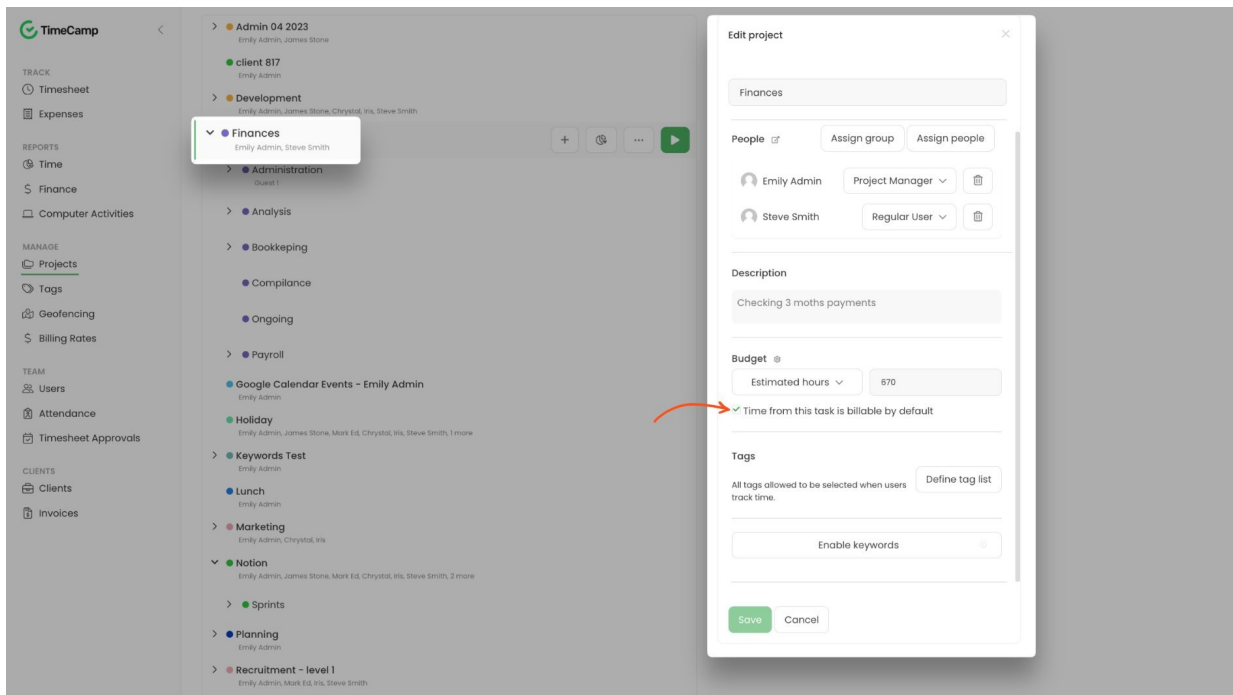 TimeCamp
TRACK
Timesheet
Expenses
REPORTS
Time
Finance
Computer Activities
MANAGE
Projects
Tags
Geofencing
Billing Rates
TEAM
Users
Attendance
Timesheet Approvals
CLIENTS
Clients
Invoices
Admin 04 2023
Emily Admin, James Stone
client 817
Emily Admin
Development
Emily Admin, James Stone, Chrystal, Iris, Steve Smith
Finances
Emily Admin, Steve Smith
Administration
Guest 1
Analysis
Bookkeping
Compilance
Ongoing
Payroll
Google Calendar Events - Emily Admin
Emily Admin
Holiday
Emily Admin, James Stone, Mark Ed, Chrystal, Iris, Steve Smith, 1 more
Keywords Test
Emily Admin
Lunch
Emily Admin
Marketing
Emily Admin, Chrystal, Iris
Notion
Emily Admin, James Stone, Mark Ed, Chrystal, Iris, Steve Smith, 2 more
Sprints
Planning
Emily Admin
Recruitment - level 1
Emily Admin, Mark Ed, Iris, Steve Smith
Edit project
Finances
People
Assign group
Assign people
Emily Admin
Project Manager
Steve Smith
Regular User
Description
Checking 3 moths payments
Budget
Estimated hours
670
Time from this task is billable by default
Tags
All tags allowed to be selected when users
track time.
Define tag list
Enable keywords
Save
Cancel